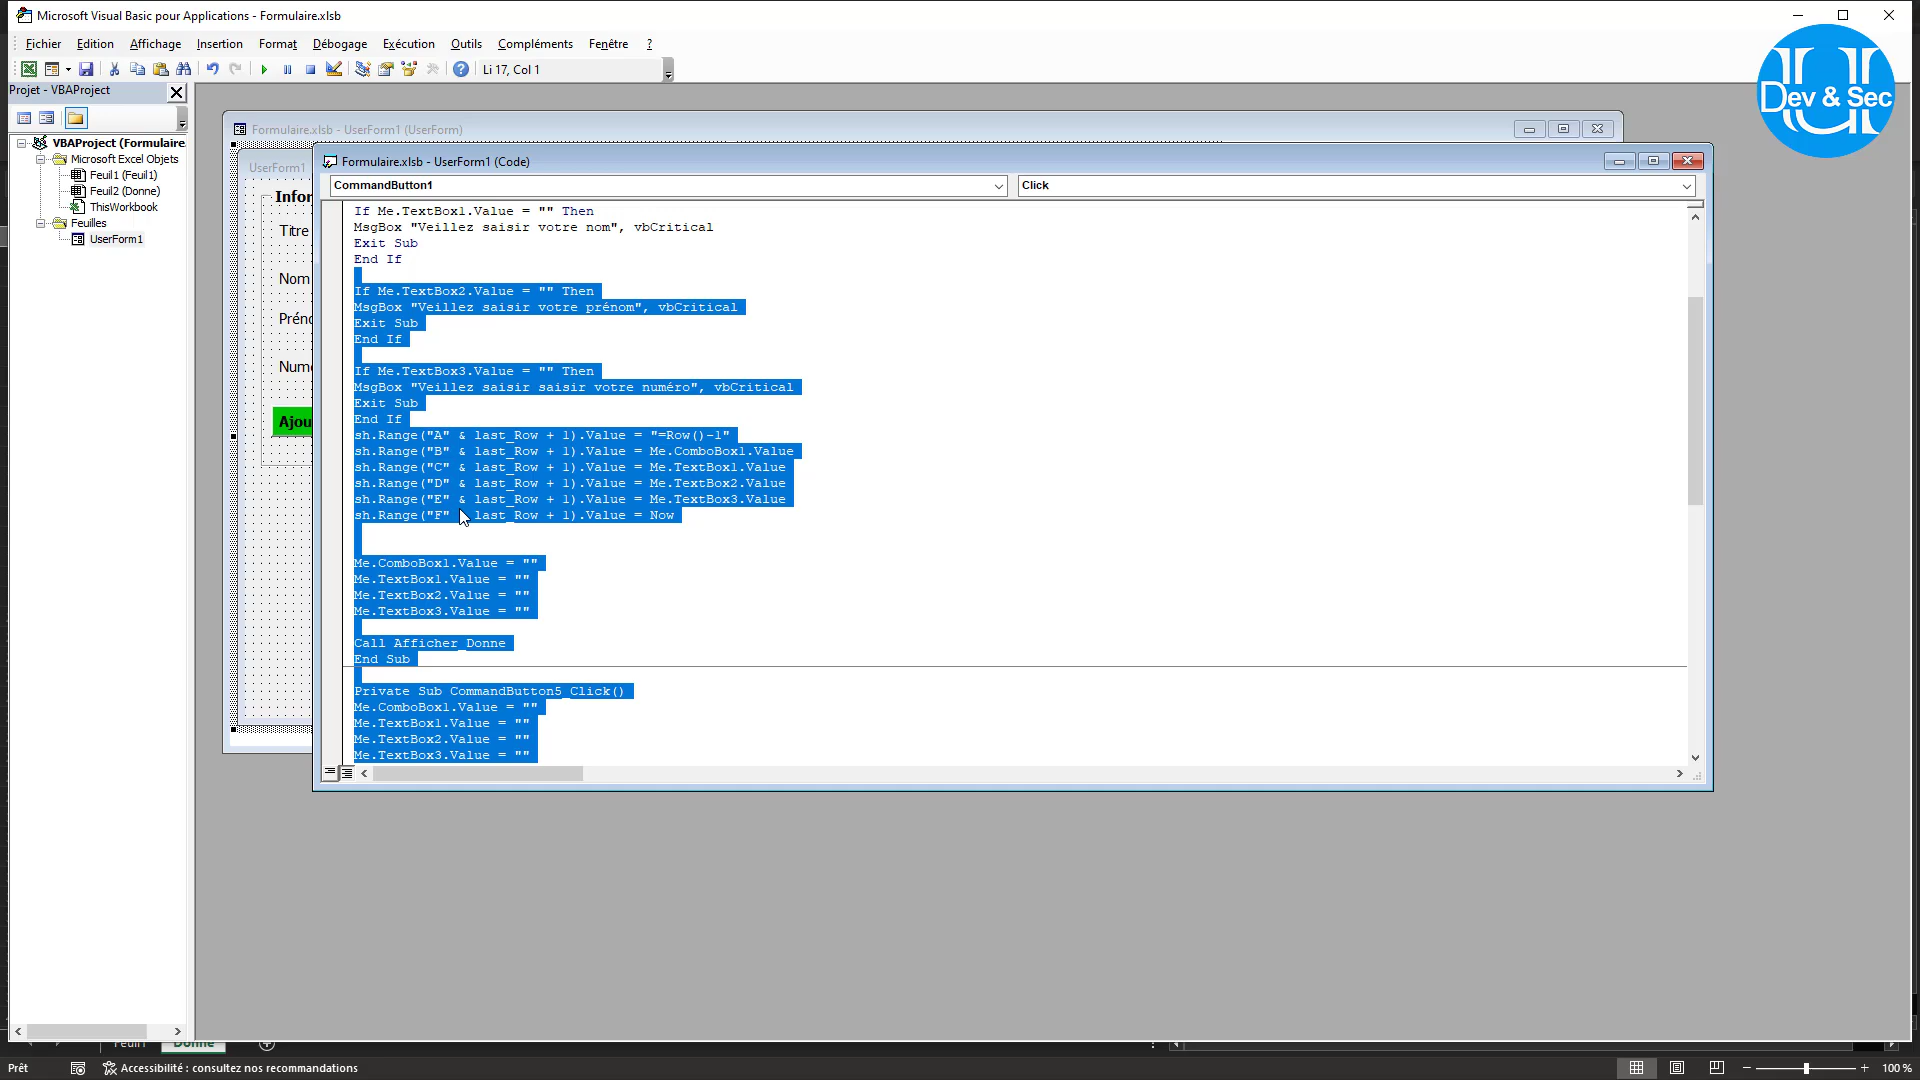 Microsoft Visual Basic pour Applications - Formulaire.xlsb
Fichier Edition Affichage Insertion Format Débogage Exécution Outils Compléments Fenêtre ?
Li 17, Col 1
Dev & Sec
Projet - VBAProject
VBAProject (Formulaire.
Microsoft Excel Objets
Feuil1 (Feuil1)
Feuil2 (Donne)
ThisWorkbook
Feuilles
UserForm1
Formulaire.xlsb - UserForm1 (UserForm)
UserForm1
Titre
Nom
Formulaire.xlsb - UserForm1 (Code)
CommandButton1 Click
If Me.TextBox1.Value = "" Then
MsgBox "Veillez saisir votre nom", vbCritical
Exit Sub
End If
If Me.TextBox2.Value = "" Then
MsgBox "Veillez saisir votre prénom", vbCritical
Exit Sub
End If
If Me.TextBox3.Value = "" Then
MsgBox "Veillez saisir saisir votre numéro", vbCritical
Exit Sub
End If
sh.Range("A" & last_Row + 1).Value = "=Row()-1"
sh.Range("B" & last_Row + 1).Value = Me.ComboBox1.Value
sh.Range("C" & last_Row + 1).Value = Me.TextBox1.Value
sh.Range("D" & last_Row + 1).Value = Me.TextBox2.Value
sh.Range("E" & last_Row + 1).Value = Me.TextBox3.Value
sh.Range("F" & last_Row + 1).Value = Now
Me.ComboBox1.Value = ""
Me.TextBox1.Value = ""
Me.TextBox2.Value = ""
Me.TextBox3.Value = ""
Call Afficher_Donne
End Sub
Private Sub CommandButton5_Click()
Me.ComboBox1.Value = ""
Me.TextBox1.Value = ""
Me.TextBox2.Value = ""
Me.TextBox3.Value = ""
Feuil1 Donne
Prêt Accessibilité : consultez nos recommandations 100 %